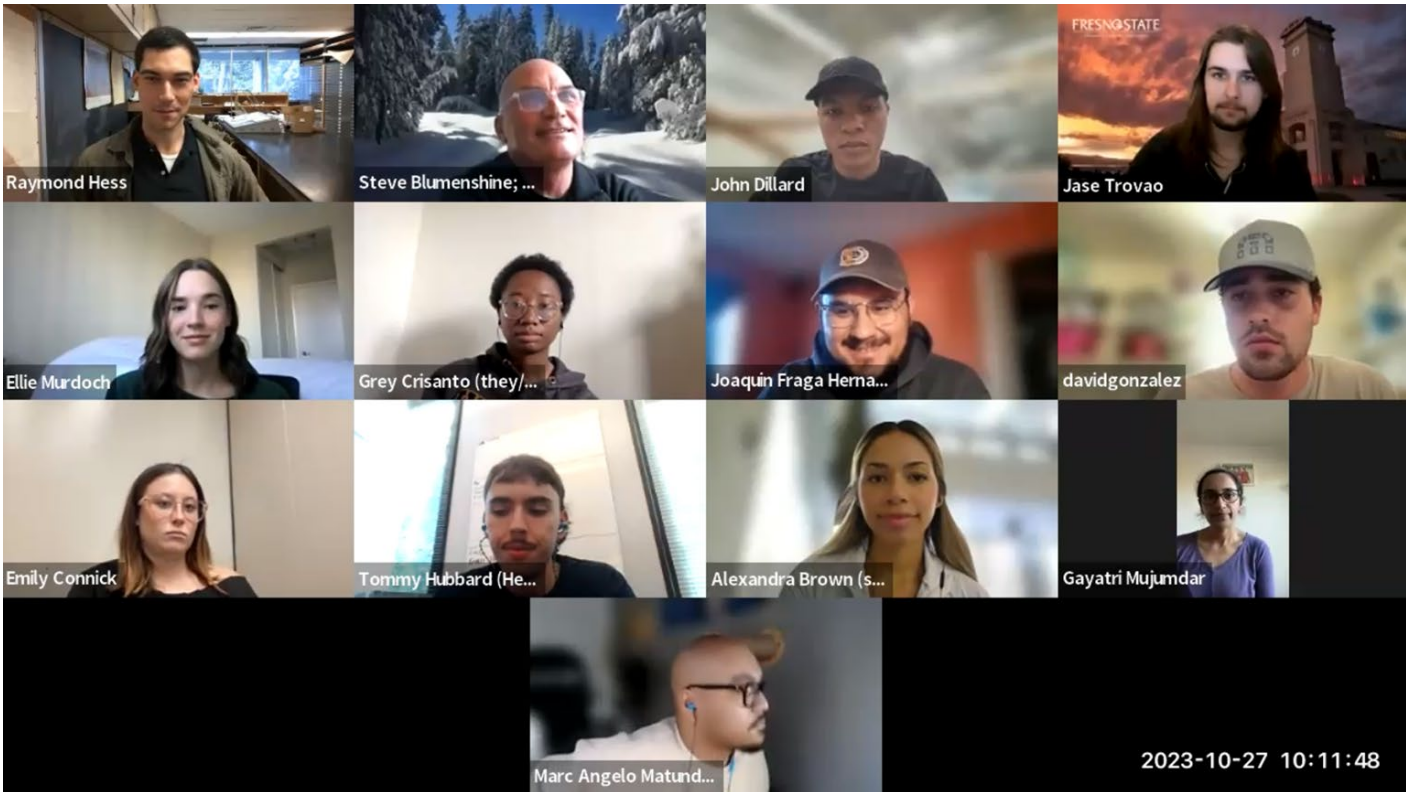 FRESNO STATE
Raymond Hess
Steve Blumenshine; ...
John Dillard
Jase Trovao
Ellie Murdoch
Grey Crisanto (they/...
Joaquin Fraga Herna...
davidgonzalez
Emily Connick
Tommy Hubbard (He...
Alexandra Brown (s...
Gayatri Mujumdar
Marc Angelo Matund...
2023-10-27 10:11:48